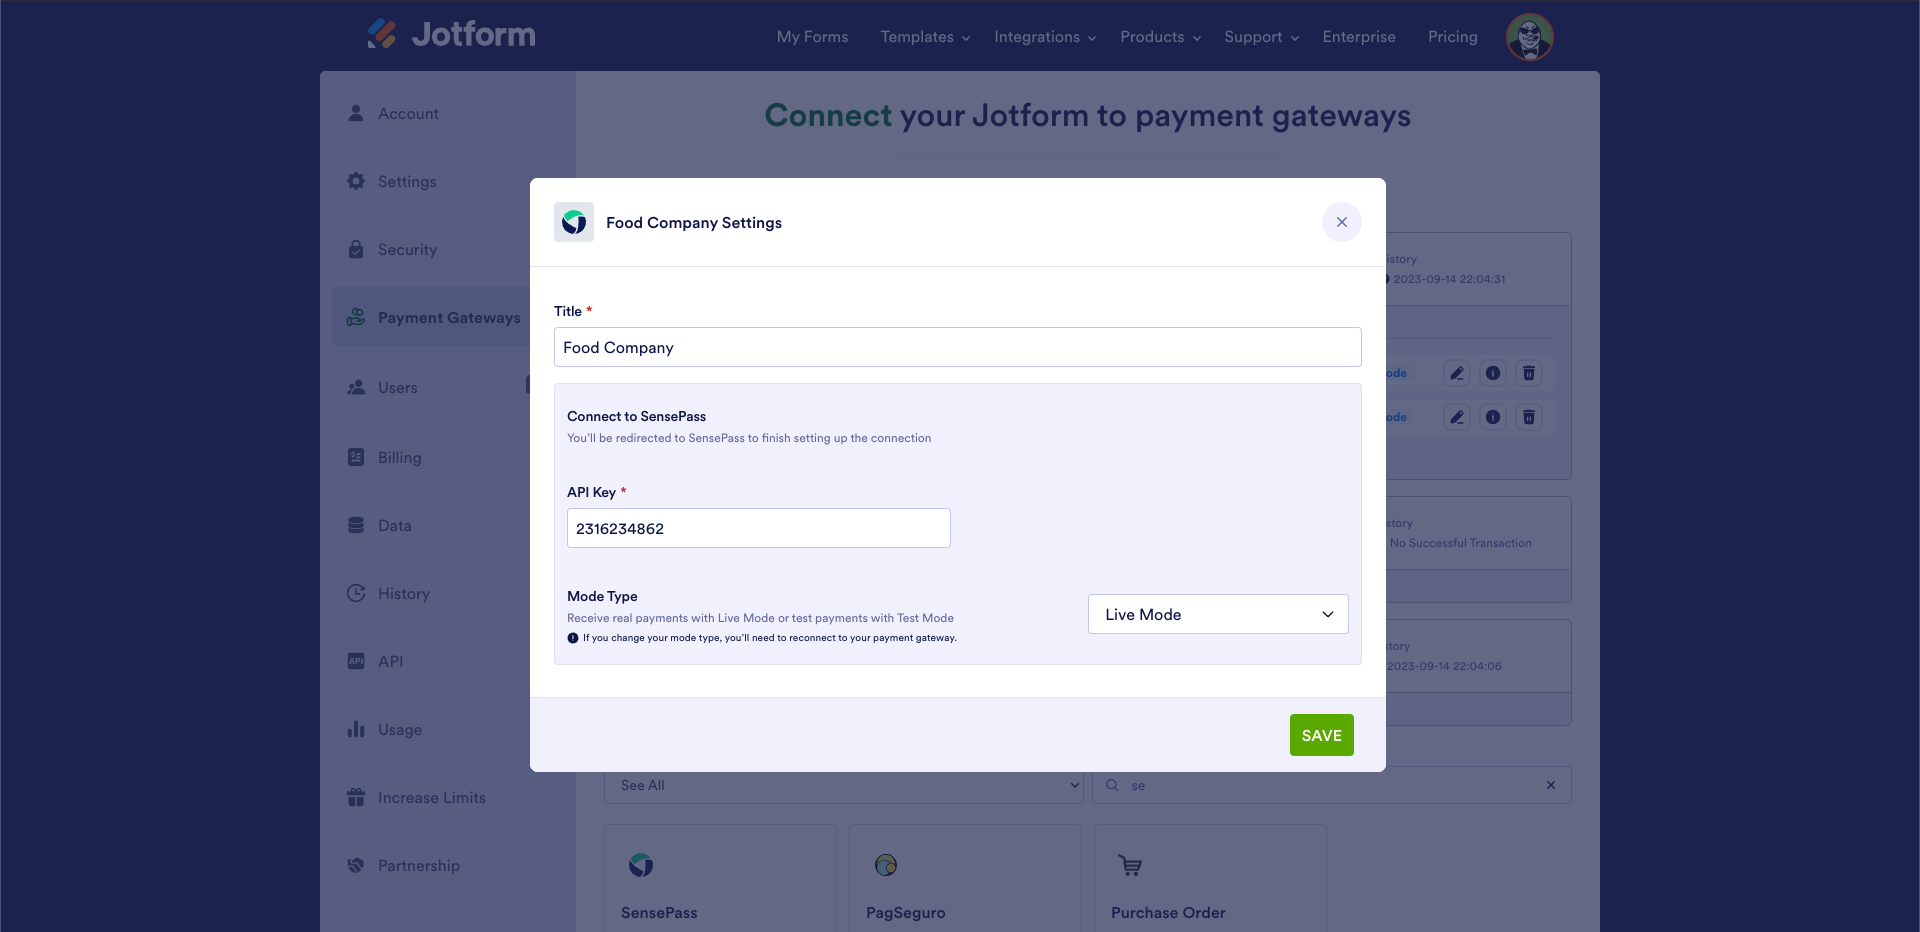 Jotform
My Forms
Templates
Integrations
Products
Support
Enterprise
Pricing
Account
Settings
Security
Payment Gateways
Users
Billing
Data
History
API
API
Usage
Increase Limits
Partnership
Connect your Jotform to payment gateways
istory
2023-09-14 22:04:31
ode
ode
story
No Successful Transaction
tory
2023-09-14 22:04:06
Food Company Settings
Title *
Food Company
Connect to SensePass
You'll be redirected to SensePass to finish setting up the connection
API Key *
2316234862
Mode Type
Receive real payments with Live Mode or test payments with Test Mode
If you change your mode type, you'll need to reconnect to your payment gateway.
Live Mode
SAVE
See All
se
SensePass
PagSeguro
Purchase Order